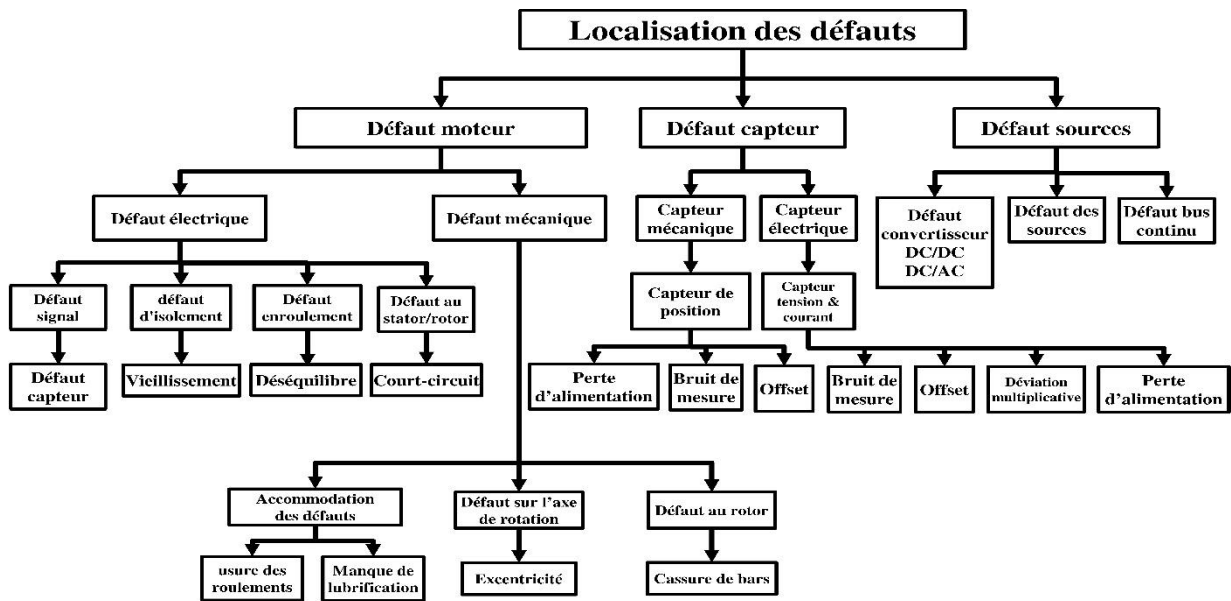 Localisation des défauts
Défaut moteur
Défaut capteur
Défaut sources
Défaut électrique
Défaut mécanique
Capteur
mécanique
Capteur
électrique
Défaut
convertisseur
DC/DC
DC/AC
Défaut des
sources
Défaut bus
continu
Défaut
signal
défaut
d'isolement
Défaut
enroulement
Défaut au
stator/rotor
Capteur de
position
Capteur
tension &
courant
Défaut
capteur
Vieillissement
Déséquilibre
Court-circuit
Perte
d’alimentation
Bruit de
mesure
Offset
Bruit de
mesure
Offset
Déviation
multiplicative
Perte
d’alimentation
Accommodation
des défauts
Défaut sur l’axe
de rotation
Défaut au rotor
usure des
roulements
Manque de
lubrification
Excentricité
Cassure de bars